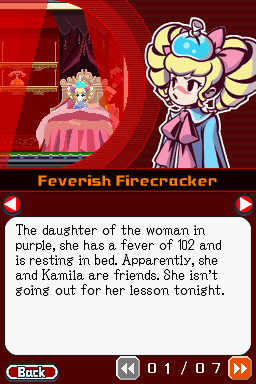 Feverish Firecracker
The daughter of the woman in
purple, she has a fever of 102 and
is resting in bed. Apparently, she
and Kamila are friends. She isn't
going out for her lesson tonight.
Back
01/07